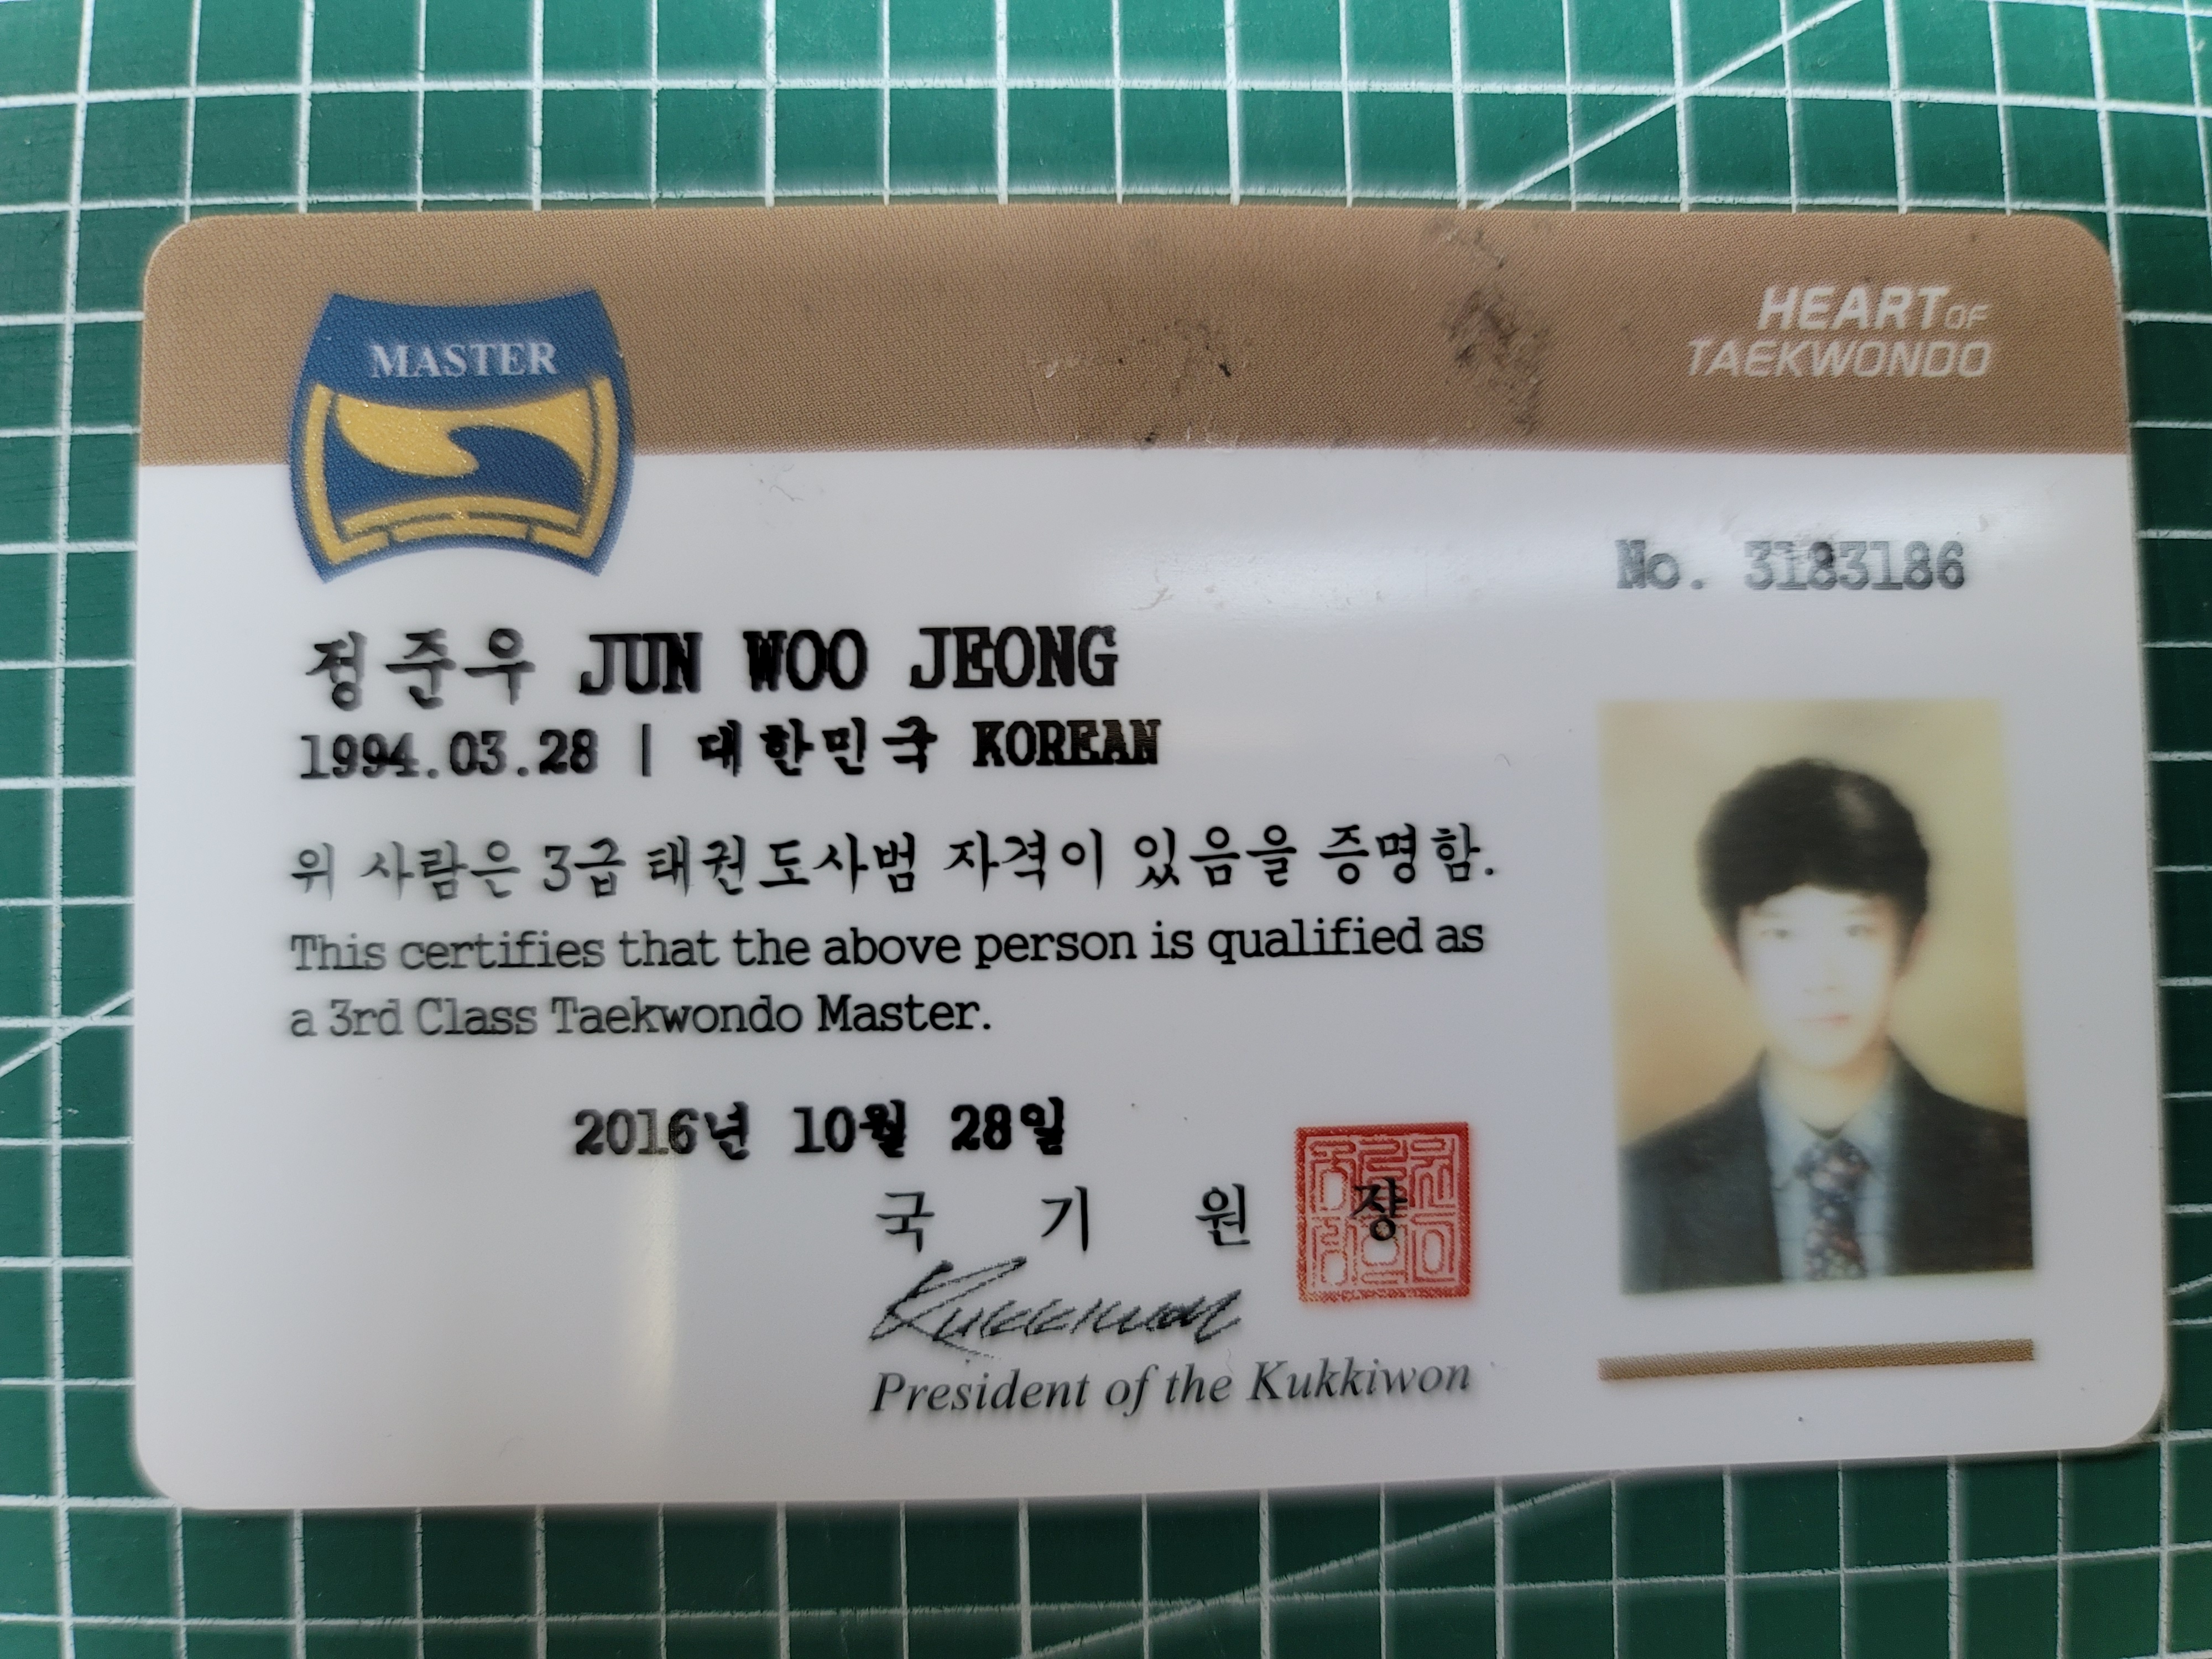 MASTER
HEART OF
TAEKWONDO
No. 3183186
정준우 JUN WOO JEONG
1994.03.28 | 대한민국 KOREAN
위 사람은 3급 태권도사범 자격이 있음을 증명함.
This certifies that the above person is qualified as
a 3rd Class Taekwondo Master.
2016년 10월 28일
국 기 원 장
Kukkiwon
President of the Kukkiwon